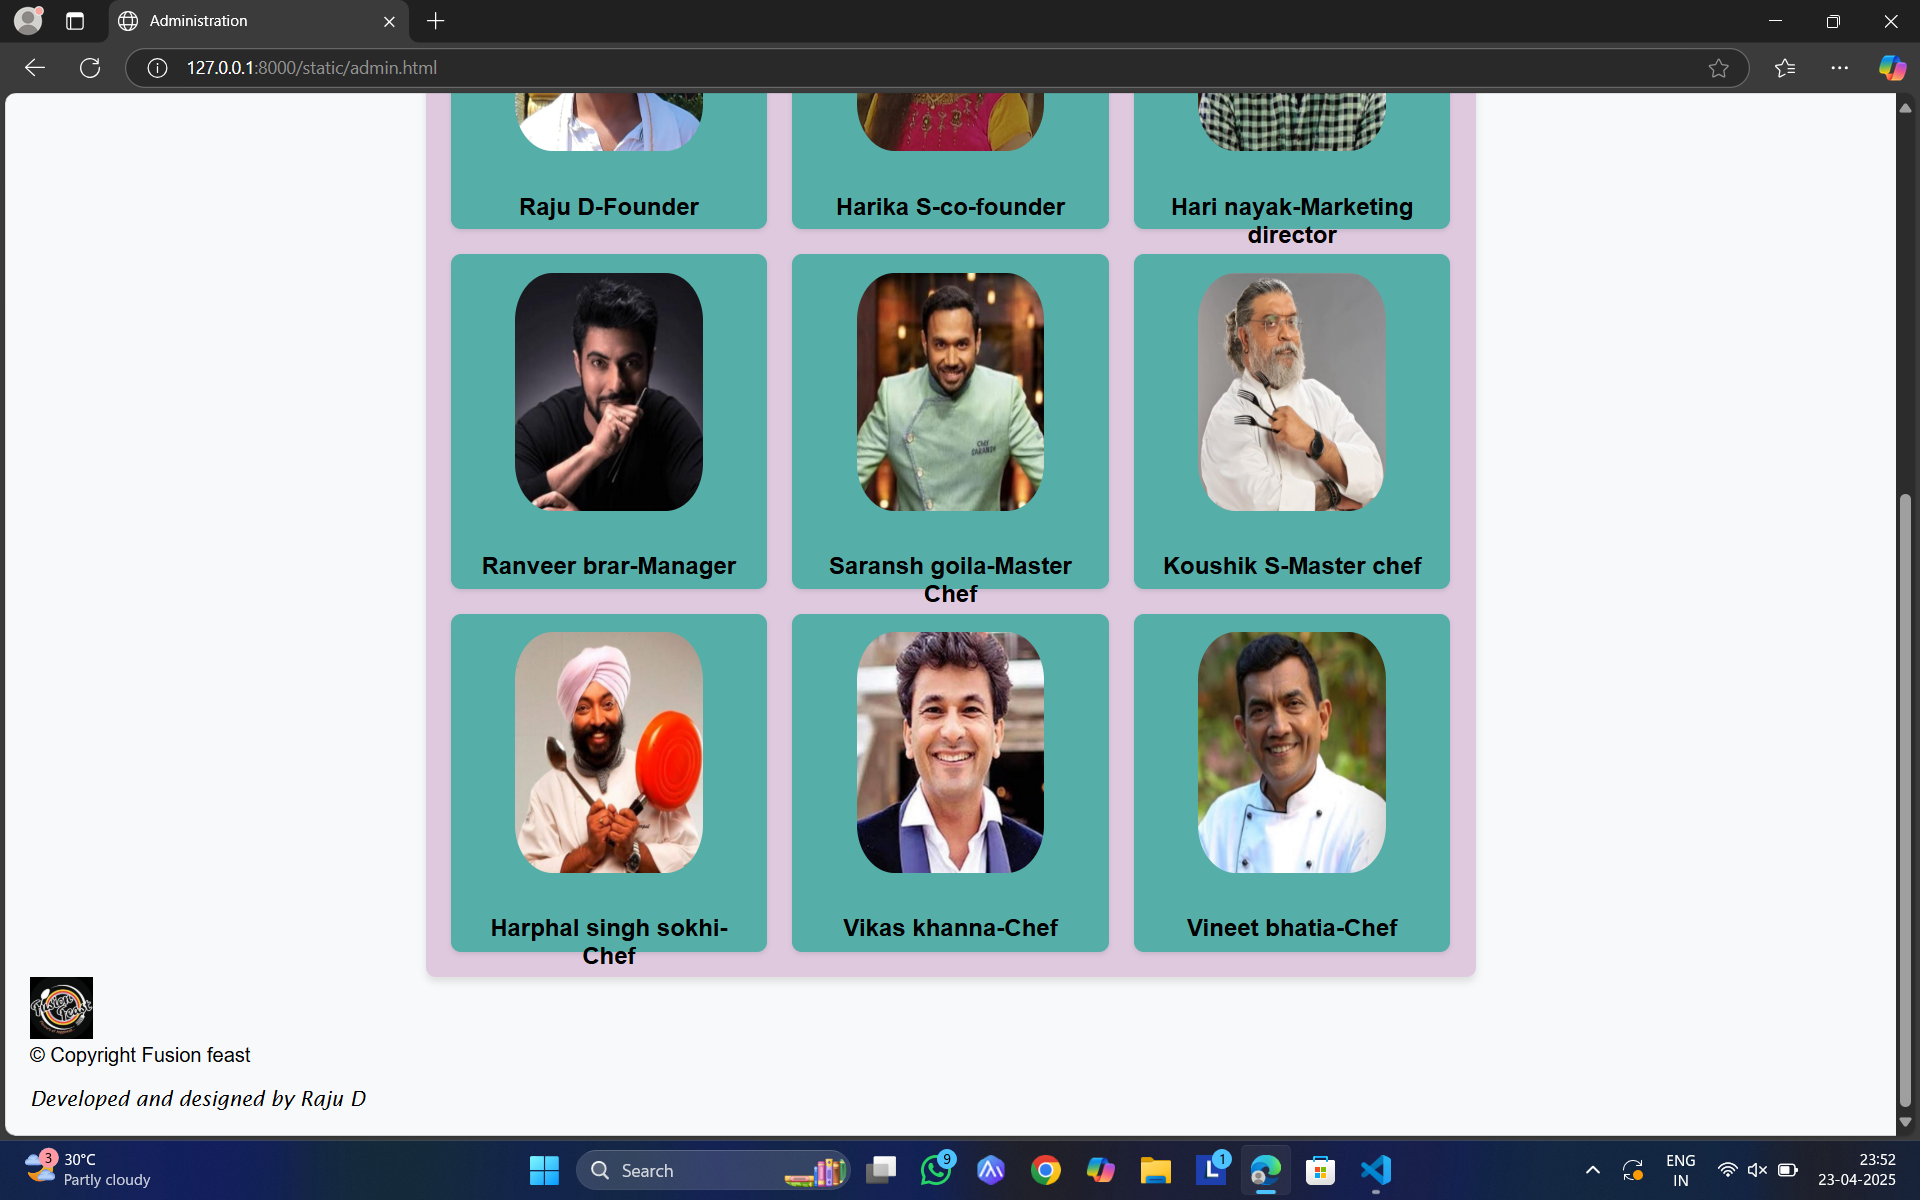 Administration
127.0.0.1:8000/static/admin.html
Raju D-Founder
Harika S-co-founder
Hari nayak-Marketing
director
Ranveer brar-Manager
Saransh goila-Master
Chef
Koushik S-Master chef
Harphal singh sokhi-
Chef
Vikas khanna-Chef
Vineet bhatia-Chef
Fusion
feast
© Copyright Fusion feast
Developed and designed by Raju D
3
30°C
Partly cloudy
Search
9
L
1
ENG
IN
23:52
23-04-2025